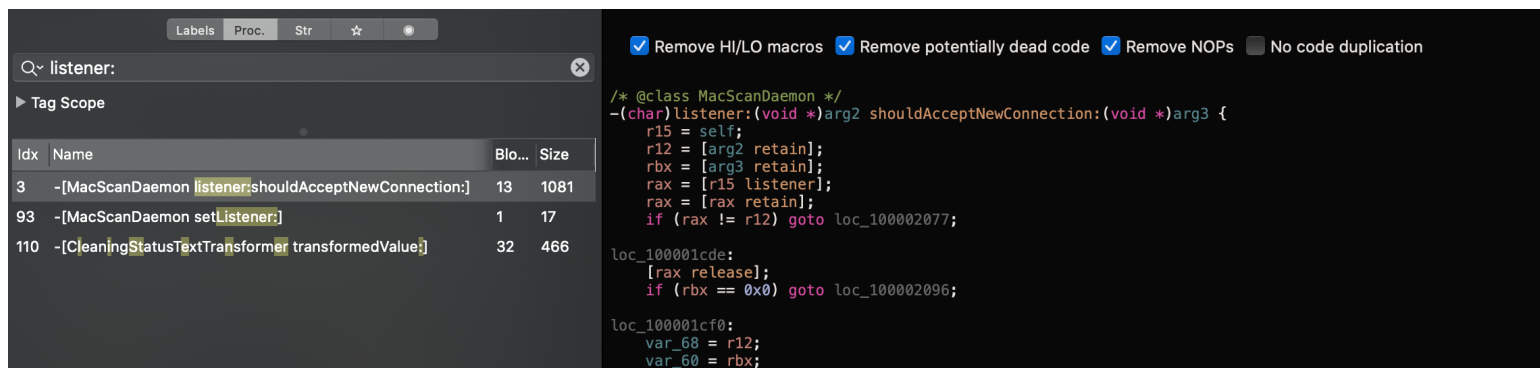 Labels Proc. Str
listener:
Tag Scope
Idx Name Blo... Size
3 -[MacScanDaemon listener:shouldAcceptNewConnection:] 13 1081
93 -[MacScanDaemon setListener:] 1 17
110 -[CleaningStatusTextTransformer transformedValue:] 32 466
Remove HI/LO macros Remove potentially dead code Remove NOPs No code duplication
/* @class MacScanDaemon */
-(char)listener:(void *)arg2 shouldAcceptNewConnection:(void *)arg3 {
r15 = self;
r12 = [arg2 retain];
rbx = [arg3 retain];
rax = [r15 listener];
rax = [rax retain];
if (rax != r12) goto loc_100002077;
loc_100001cde:
[rax release];
if (rbx == 0x0) goto loc_100002096;
loc_100001cf0:
var_68 = r12;
var_60 = rbx;